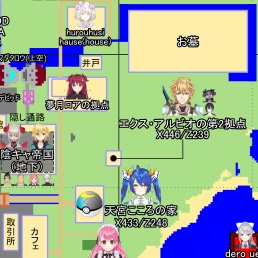 hurouhusi
hause(house)
お墓
井戸
夢月ロアの拠点
隠し通路
エクス・アルビオの第2拠点
X446/Z239
陰キャ帝国
(地下)
天宮こころの家
X433/Z248
取引所
カフェ